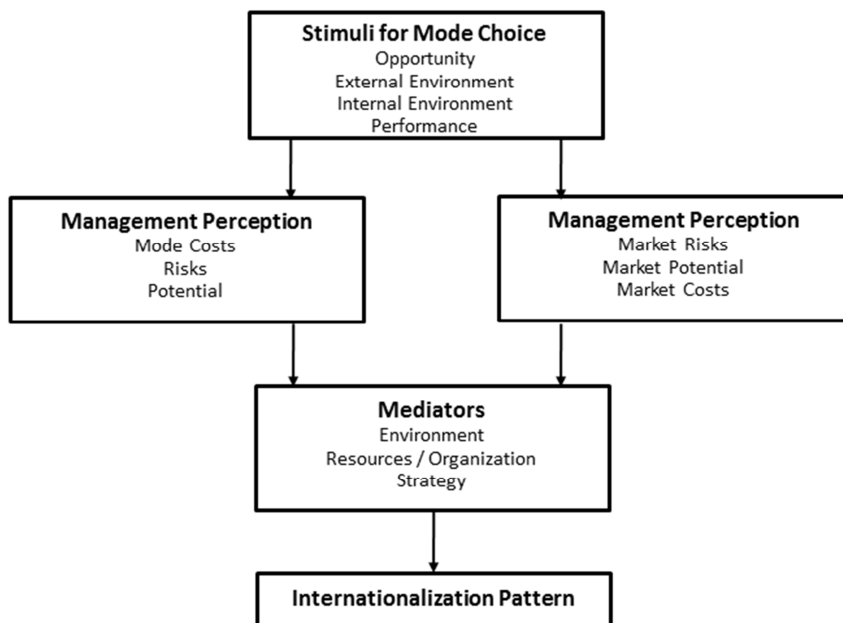 Stimuli for Mode Choice
Opportunity
External Environment
Internal Environment
Performance
Management Perception
Mode Costs
Risks
Potential
Management Perception
Market Risks
Market Potential
Market Costs
Mediators
Environment
Resources / Organization
Strategy
Internationalization Pattern